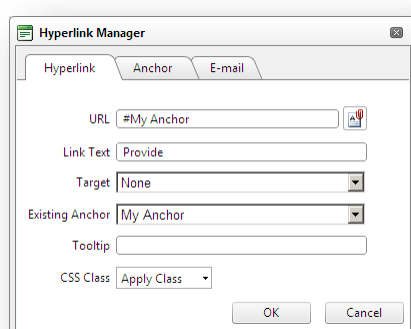 Hyperlink Manager
Hyperlink Anchor E-mail
URL #My Anchor
Link Text Provide
Target None
Existing Anchor My Anchor
Tooltip
CSS Class Apply Class
OK Cancel